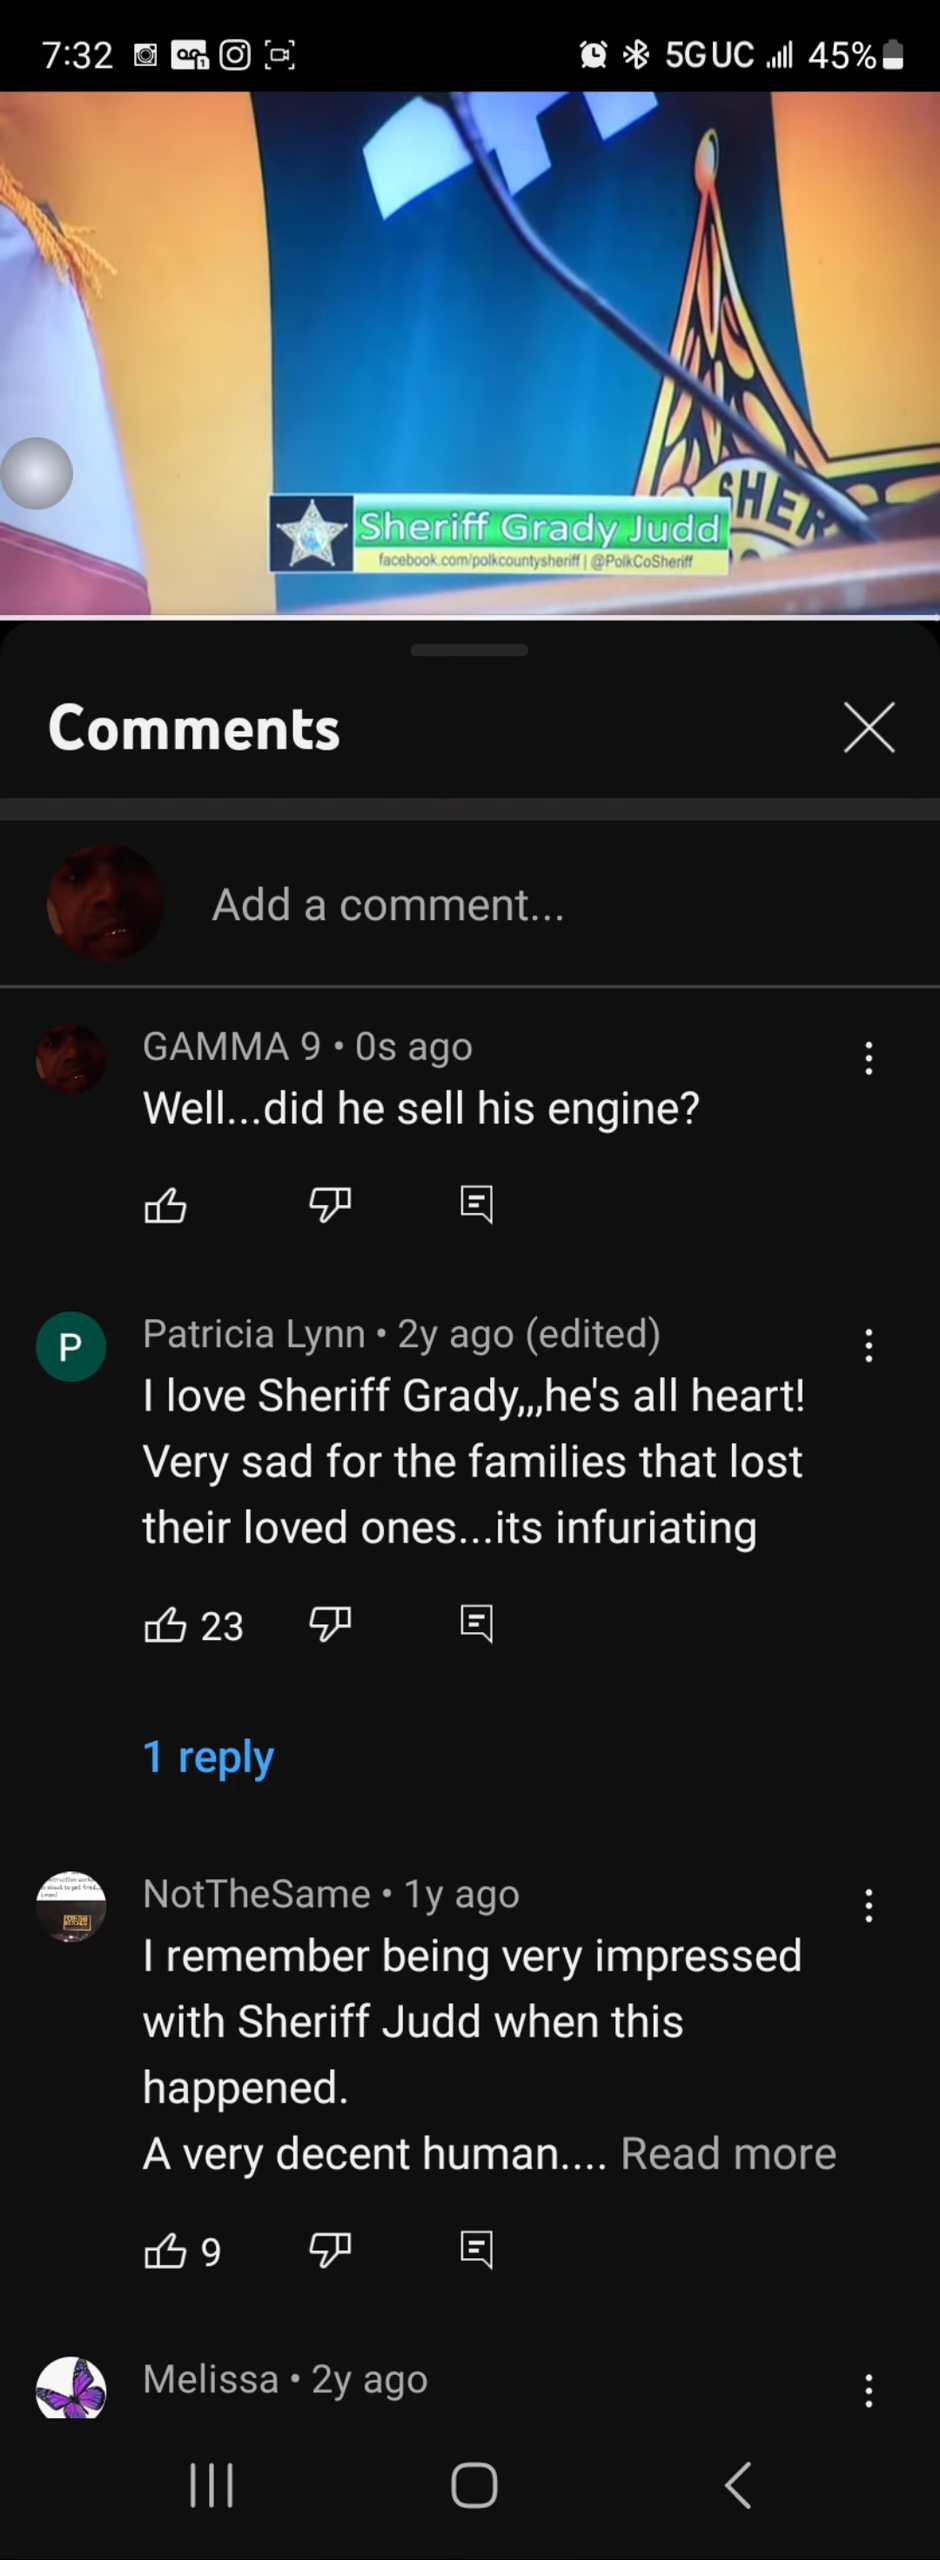 7:32 5G UC 45%
SHER
Sheriff Grady Judd
facebook.com/polkcountysheriff | @PolkCoSheriff
Comments
Add a comment...
GAMMA 9 • 0s ago
Well...did he sell his engine?
P
Patricia Lynn • 2y ago (edited)
I love Sheriff Grady,,,he's all heart!
Very sad for the families that lost
their loved ones...its infuriating
23
1 reply
NotTheSame • 1y ago
I remember being very impressed
with Sheriff Judd when this
happened.
A very decent human.... Read more
9
Melissa • 2y ago